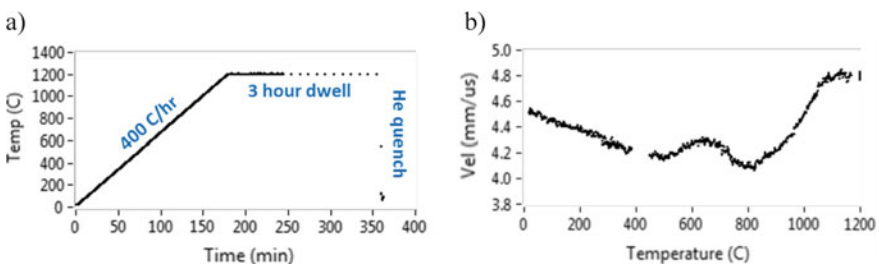 a)
1400
1200
1000
800
600
400
200
0
0 50 100 150 200 250 300 350 400
Temp (C)
Time (min)
400 C/hr
3 hour dwell
He quench
b)
5.0
4.8
4.6
4.4
4.2
4.0
3.8
0 200 400 600 800 1000 1200
Vel (mm/us)
Temperature (C)